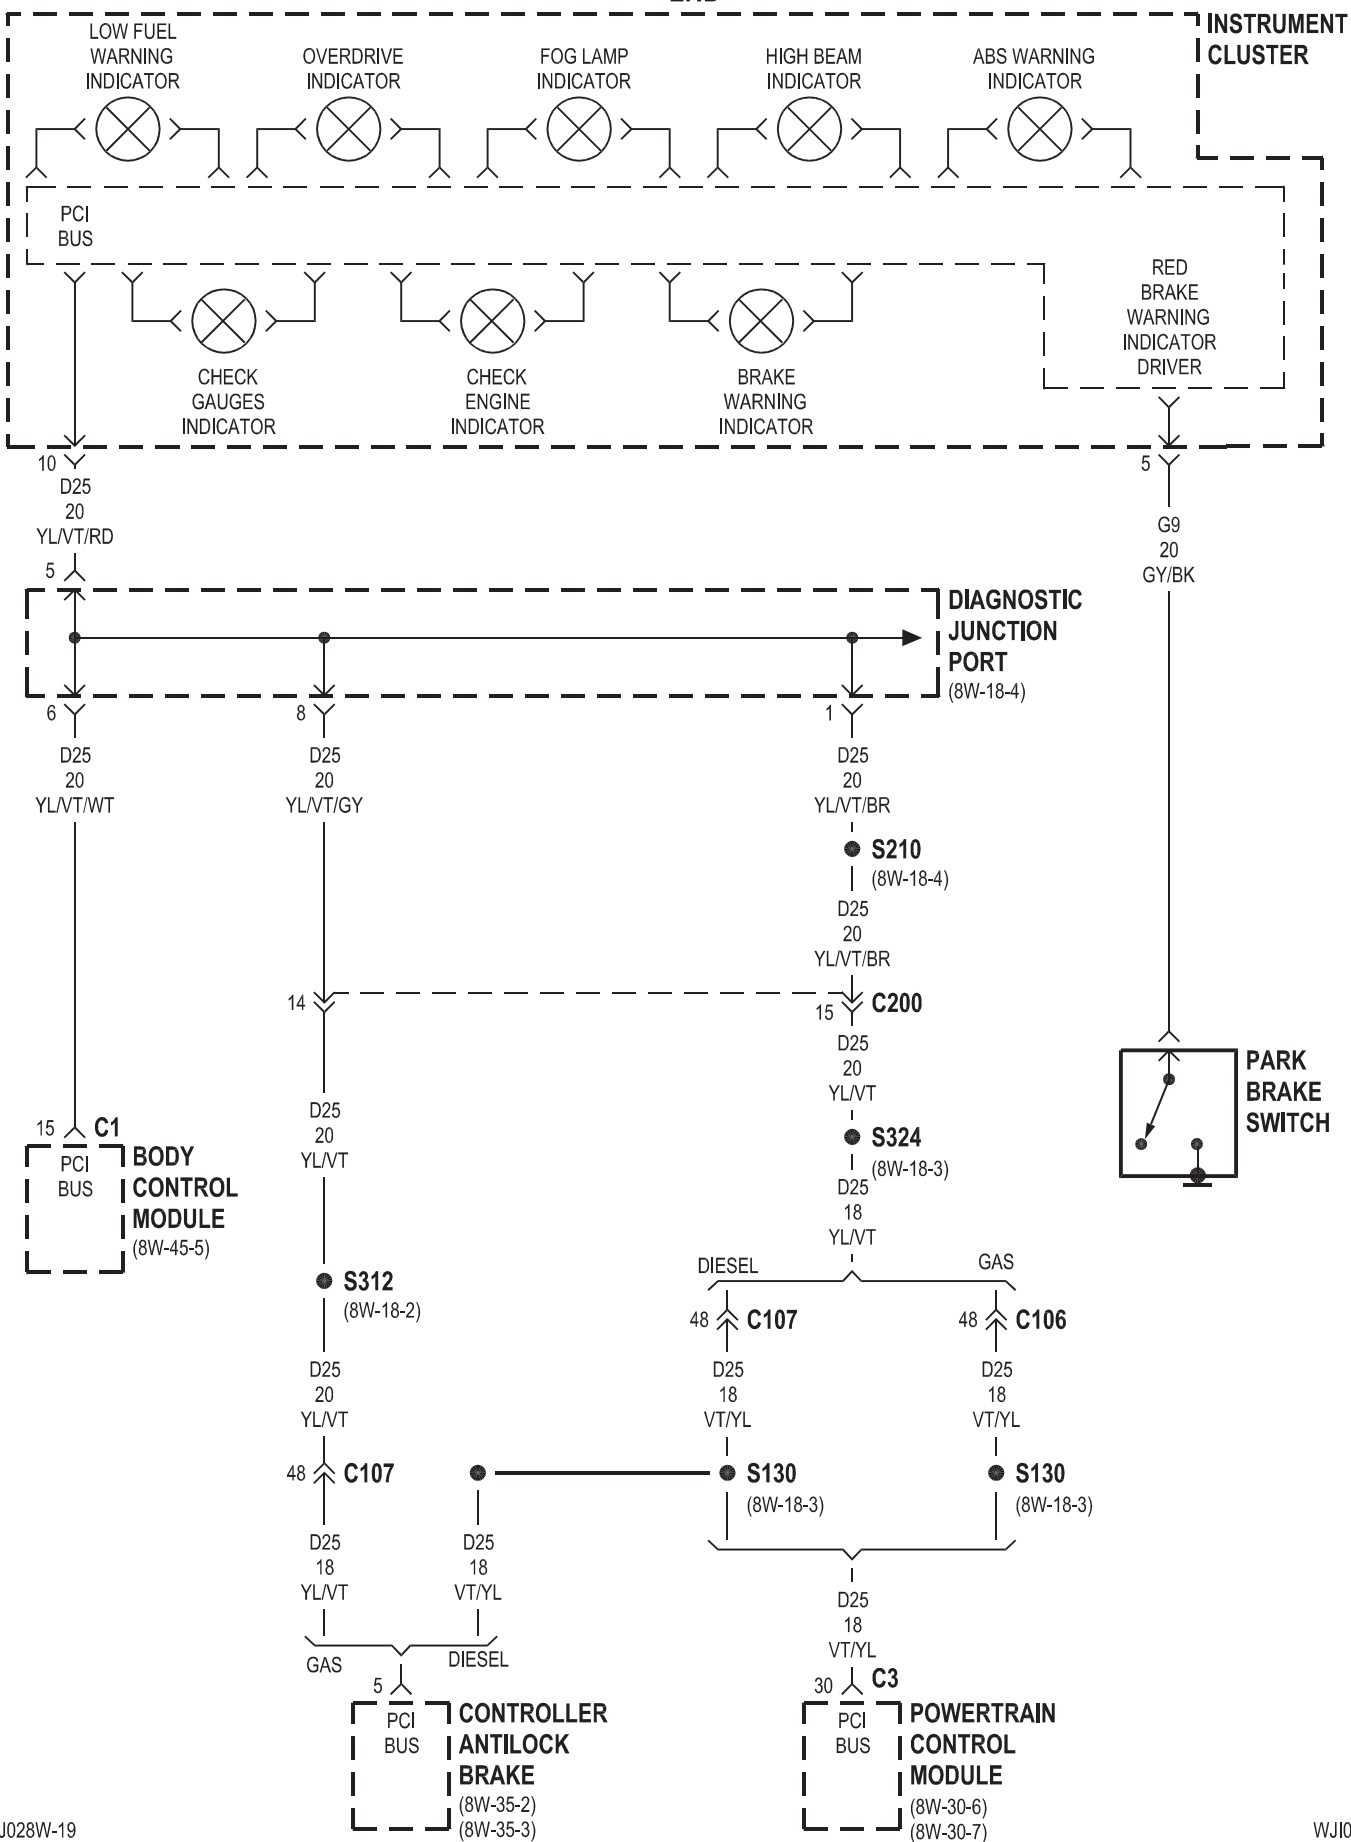 INSTRUMENT
CLUSTER
LOW FUEL
WARNING
INDICATOR
OVERDRIVE
INDICATOR
FOG LAMP
INDICATOR
HIGH BEAM
INDICATOR
ABS WARNING
INDICATOR
PCI
BUS
RED
BRAKE
WARNING
INDICATOR
DRIVER
CHECK
GAUGES
INDICATOR
CHECK
ENGINE
INDICATOR
BRAKE
WARNING
INDICATOR
10
D25
20
YL/VT/RD
5
5
G9
20
GY/BK
DIAGNOSTIC
JUNCTION
PORT
(8W-18-4)
6
D25
20
YL/VT/WT
8
D25
20
YL/VT/GY
1
D25
20
YL/VT/BR
S210
(8W-18-4)
D25
20
YL/VT/BR
14
15
C200
D25
20
YL/VT
S324
(8W-18-3)
D25
18
YL/VT
PARK
BRAKE
SWITCH
15
C1
PCI
BUS
BODY
CONTROL
MODULE
(8W-45-5)
D25
20
YL/VT
S312
(8W-18-2)
D25
20
YL/VT
48
C107
D25
18
YL/VT
DIESEL
GAS
48
C107
48
C106
D25
18
VT/YL
D25
18
VT/YL
S130
(8W-18-3)
S130
(8W-18-3)
D25
18
VT/YL
D25
18
VT/YL
GAS
DIESEL
5
PCI
BUS
CONTROLLER
ANTILOCK
BRAKE
(8W-35-2)
(8W-35-3)
30
C3
PCI
BUS
POWERTRAIN
CONTROL
MODULE
(8W-30-6)
(8W-30-7)
J028W-19
WJI0